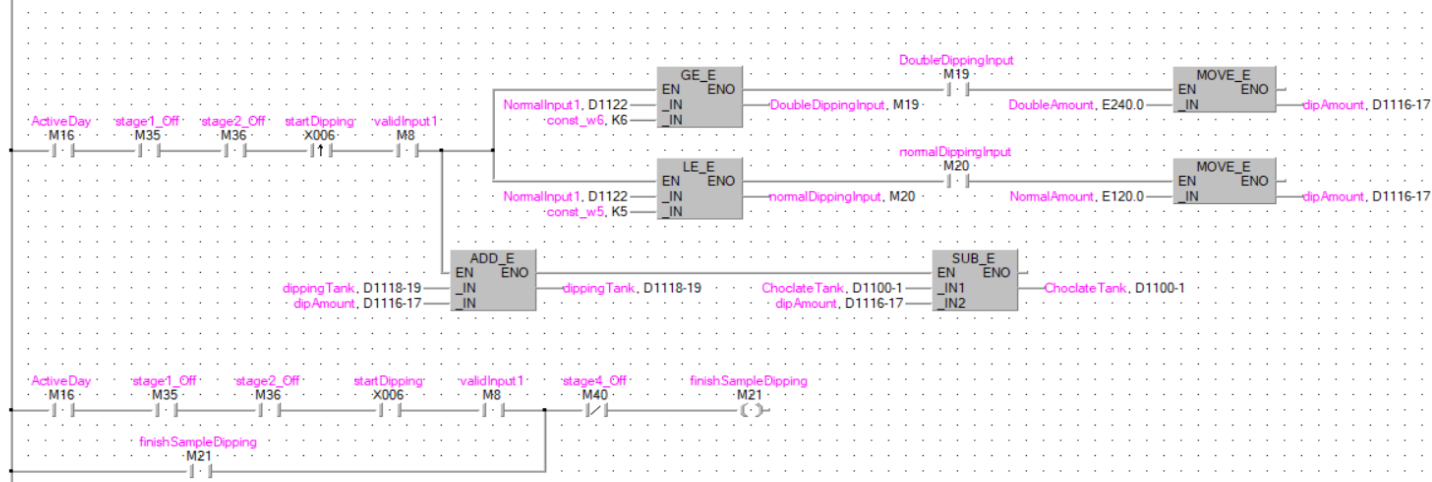 DoubleDippingInput
GE_E M19 MOVE_E
EN ENO EN ENO
NormalInput1, D1122 _IN DoubleDippingInput, M19 DoubleAmount, E240.0 _IN dipAmount, D1116-17
const_w6, K6 _IN
ActiveDay stage1_Off stage2_Off startDipping validInput1
M16 M35 M36 X006 M8
normalDippingInput
LE_E M20 MOVE_E
EN ENO EN ENO
NormalInput1, D1122 _IN normalDippingInput, M20 NormalAmount, E120.0 _IN dipAmount, D1116-17
const_w5, K5 _IN
ADD_E SUB_E
EN ENO EN ENO
dippingTank, D1118-19 _IN dippingTank, D1118-19 ChoclateTank, D1100-1 _IN1 ChoclateTank, D1100-1
dipAmount, D1116-17 _IN dipAmount, D1116-17 _IN2
ActiveDay stage1_Off stage2_Off startDipping validInput1 stage4_Off finishSampleDipping
M16 M35 M36 X006 M8 M40 M21
finishSampleDipping
M21